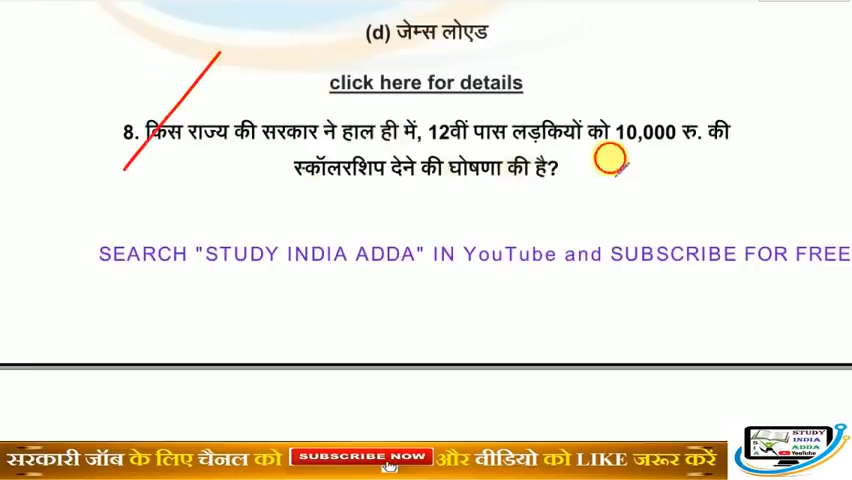 (d) जेम्स लोएड
click here for details
8. किस राज्य की सरकार ने हाल ही में, 12वीं पास लड़कियों को 10,000 रु. की
स्कॉलरशिप देने की घोषणा की है?
SEARCH "STUDY INDIA ADDA" IN YouTube and SUBSCRIBE FOR FREE
सरकारी जॉब के लिए चैनल को SUBSCRIBE NOW और वीडियो को LIKE जरूर करें
STUDY
INDIA
ADDA
YouTube